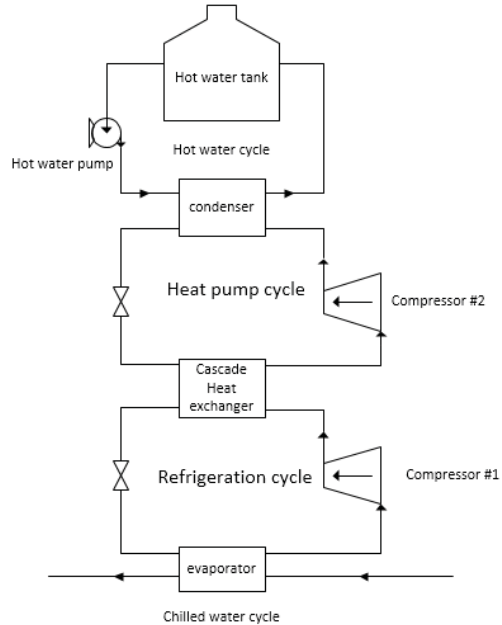 Hot water tank
Hot water cycle
Hot water pump
condenser
Heat pump cycle
Compressor #2
Cascade
Heat
exchanger
Refrigeration cycle
Compressor #1
evaporator
Chilled water cycle